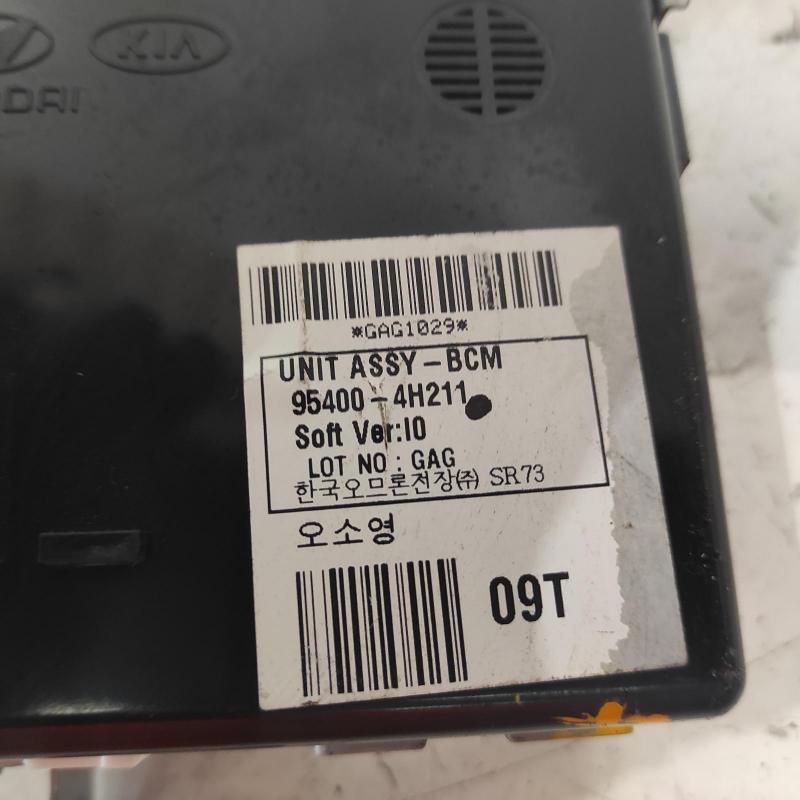 KIA
*GAG1029*
UNIT ASSY-BCM
95400-4H211
Soft Ver:I0
LOT NO : GAG
한국오므론전장㈜ SR73
오소영
09T